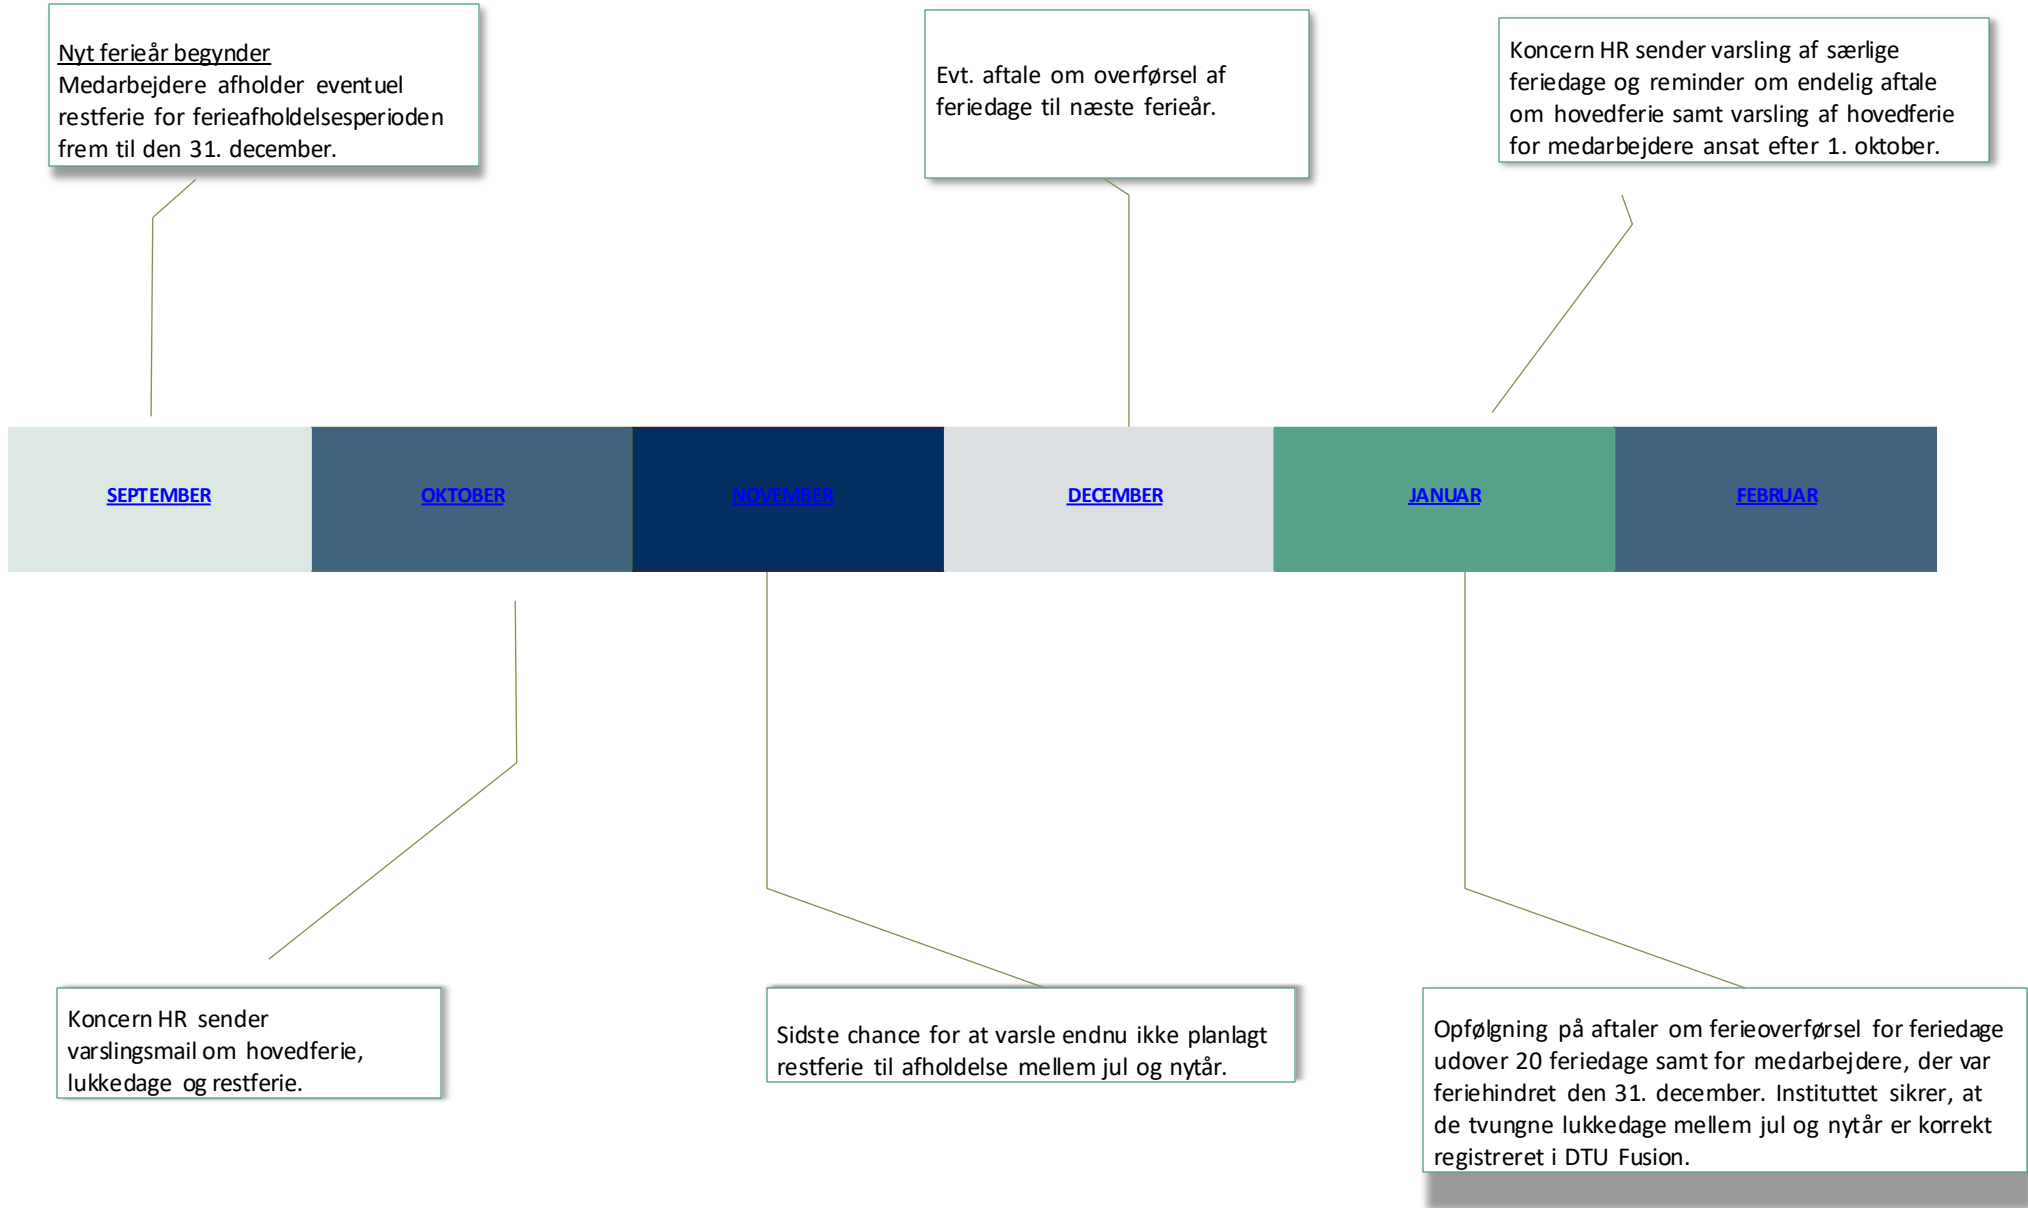 Nyt ferieår begynder
Medarbejdere afholder eventuel
restferie for ferieafholdelsesperioden
frem til den 31. december.
Evt. aftale om overførsel af
feriedage til næste ferieår.
Koncern HR sender varsling af særlige
feriedage og reminder om endelig aftale
om hovedferie samt varsling af hovedferie
for medarbejdere ansat efter 1. oktober.
SEPTEMBER
OKTOBER
NOVEMBER
DECEMBER
JANUAR
FEBRUAR
Koncern HR sender
varslingsmail om hovedferie,
lukkedage og restferie.
Sidste chance for at varsle endnu ikke planlagt
restferie til afholdelse mellem jul og nytår.
Opfølgning på aftaler om ferieoverførsel for feriedage
udover 20 feriedage samt for medarbejdere, der var
feriehindret den 31. december. Instituttet sikrer, at
de tvungne lukkedage mellem jul og nytår er korrekt
registreret i DTU Fusion.